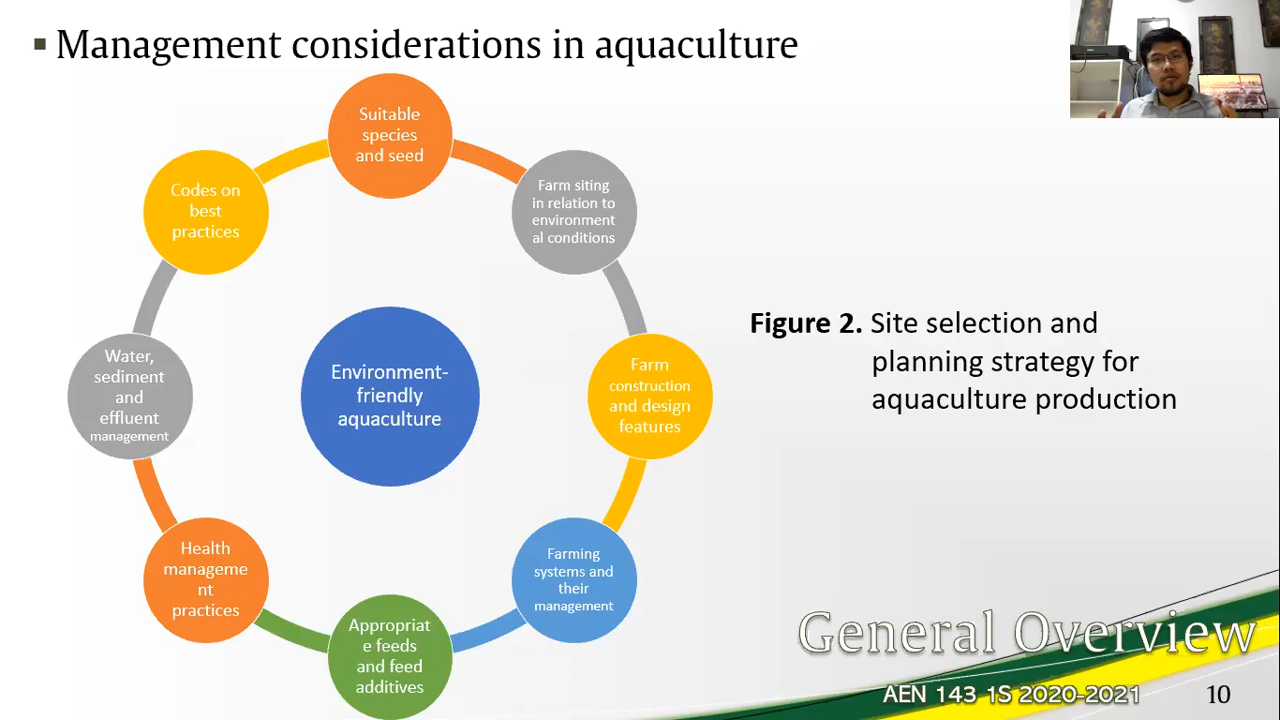 Management considerations in aquaculture
Suitable
species
and seed
Farm siting
in relation to
environment
al conditions
Farm
construction
and design
features
Farming
systems and
their
management
Appropriat
e feeds
and feed
additives
Health
manageme
nt
practices
Water,
sediment
and
effluent
management
Codes on
best
practices
Environment-
friendly
aquaculture
Figure 2. Site selection and
planning strategy for
aquaculture production
General Overview
AEN 143 1S 2020-2021
10